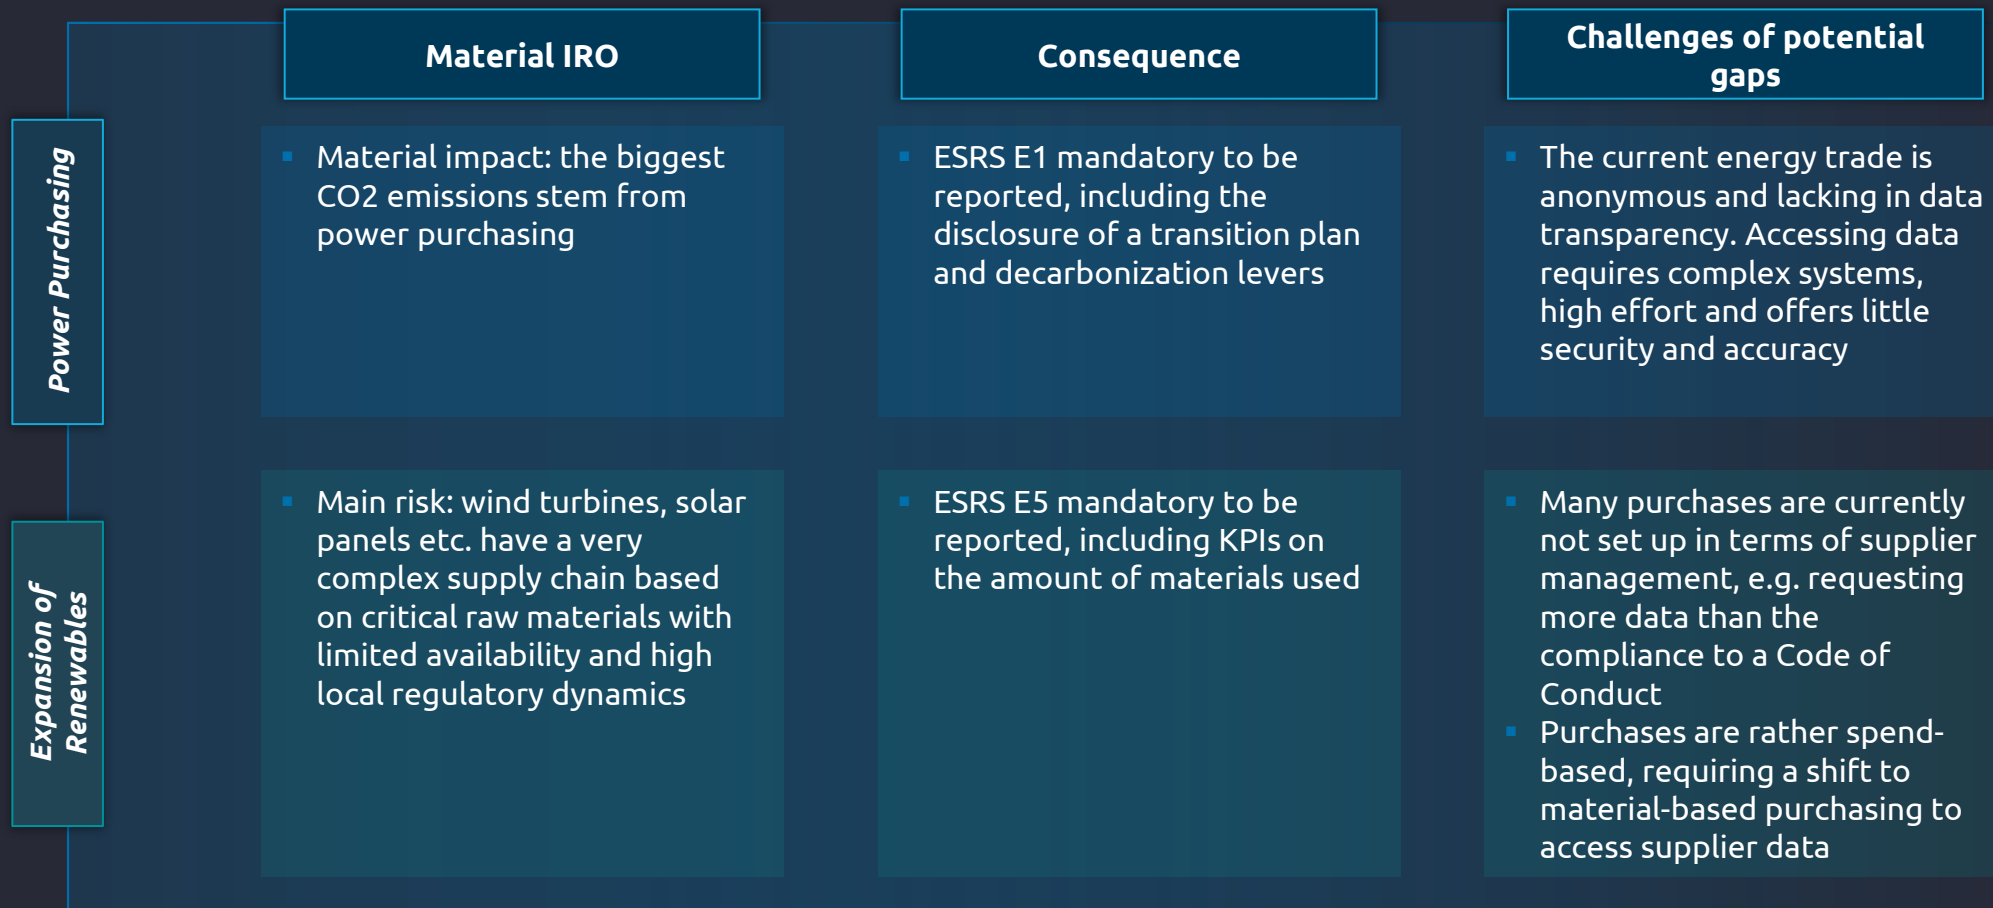 Material IRO
Consequence
Challenges of potential
gaps
Power Purchasing
Material impact: the biggest
CO2 emissions stem from
power purchasing
ESRS E1 mandatory to be
reported, including the
disclosure of a transition plan
and decarbonization levers
The current energy trade is
anonymous and lacking in data
transparency. Accessing data
requires complex systems,
high effort and offers little
security and accuracy
Expansion of
Renewables
Main risk: wind turbines, solar
panels etc. have a very
complex supply chain based
on critical raw materials with
limited availability and high
local regulatory dynamics
ESRS E5 mandatory to be
reported, including KPIs on
the amount of materials used
Many purchases are currently
not set up in terms of supplier
management, e.g. requesting
more data than the
compliance to a Code of
Conduct
Purchases are rather spend-
based, requiring a shift to
material-based purchasing to
access supplier data